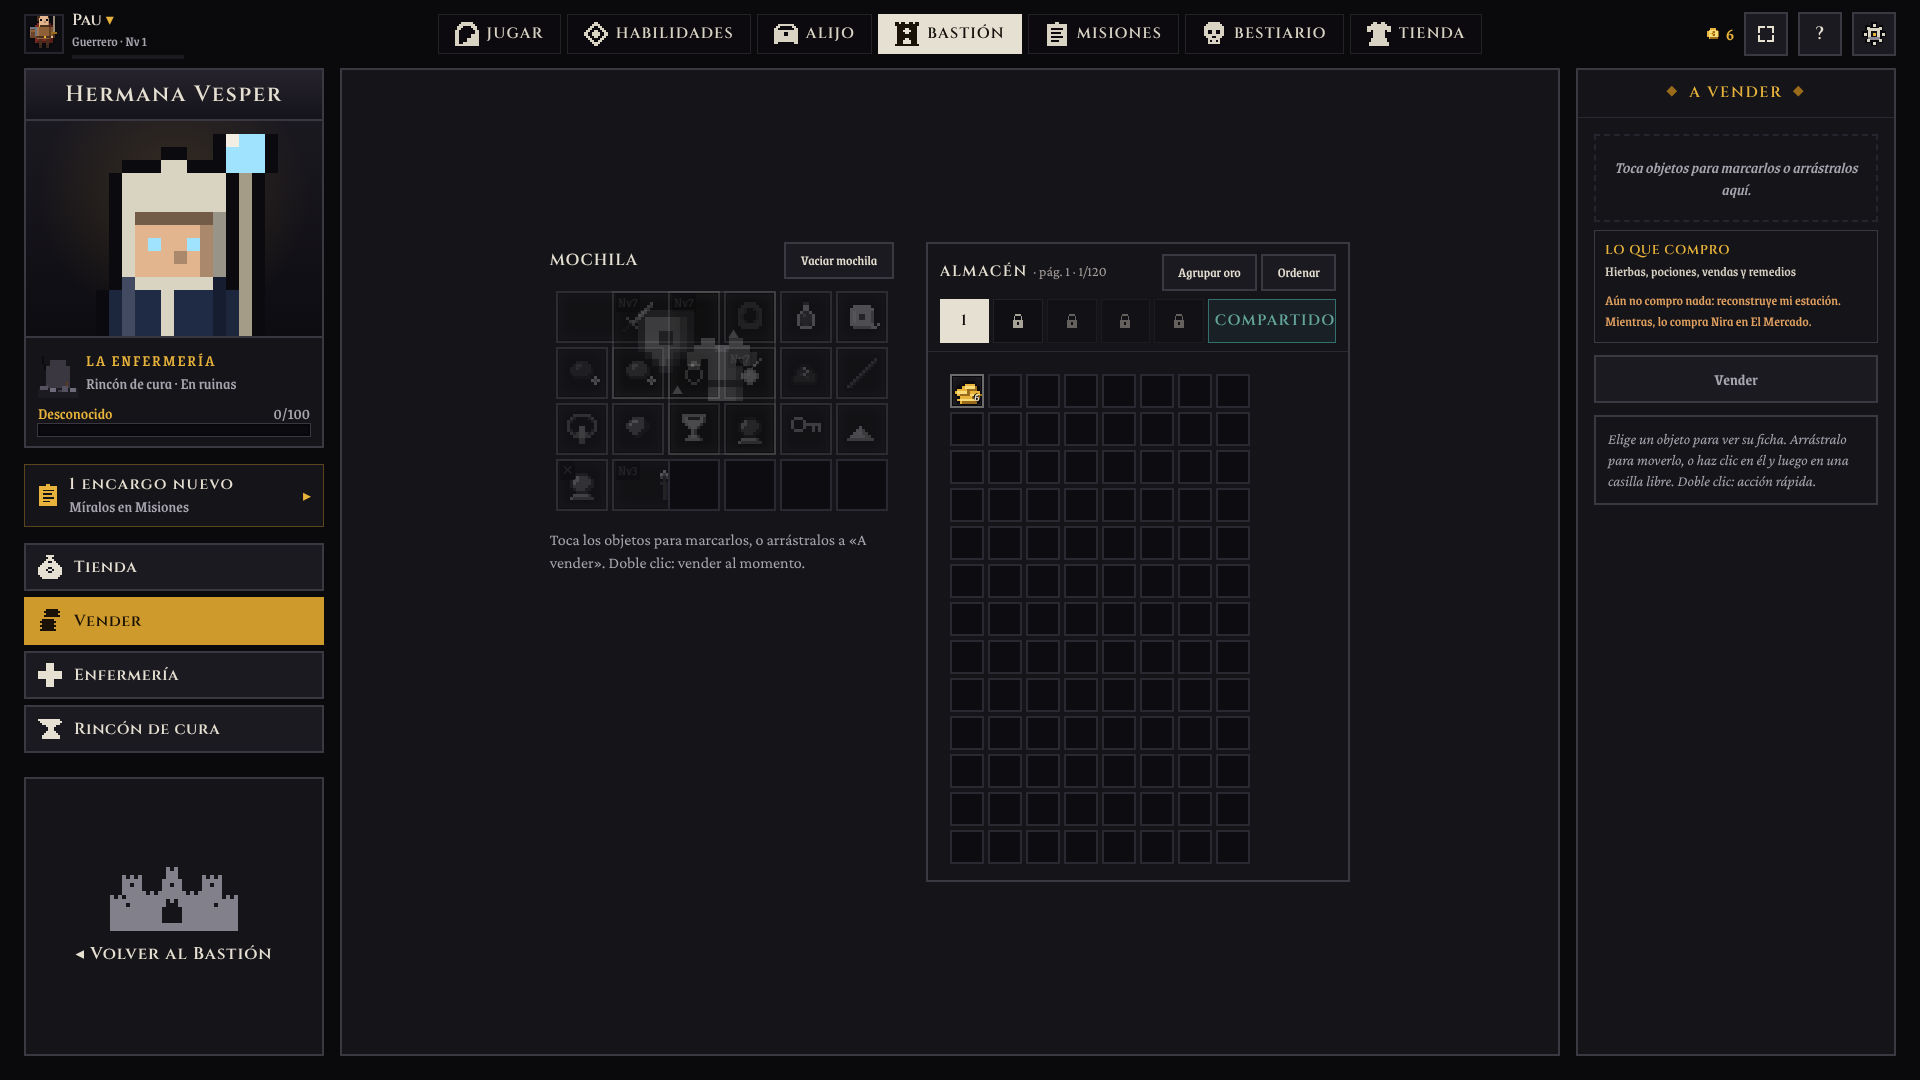 Pau ▾
Guerrero · Nv 1
JUGAR
HABILIDADES
ALIJO
BASTIÓN
MISIONES
BESTIARIO
TIENDA
6
?
Hermana Vesper
LA ENFERMERÍA
Rincón de cura · En ruinas
Desconocido 0/100
1 encargo nuevo
Míralos en Misiones
Tienda
Vender
Enfermería
Rincón de cura
◂ Volver al Bastión
MOCHILA
Vaciar mochila
Nv7 Nv7
Nv7
Nv3
Toca los objetos para marcarlos, o arrástralos a «A
vender». Doble clic: vender al momento.
ALMACÉN · pág. 1 · 1/120
Agrupar oro
Ordenar
1
COMPARTIDO
6
◆ A VENDER ◆
Toca objetos para marcarlos o arrástralos
aquí.
LO QUE COMPRO
Hierbas, pociones, vendas y remedios
Aún no compro nada: reconstruye mi estación.
Mientras, lo compra Nira en El Mercado.
Vender
Elige un objeto para ver su ficha. Arrástralo
para moverlo, o haz clic en él y luego en una
casilla libre. Doble clic: acción rápida.